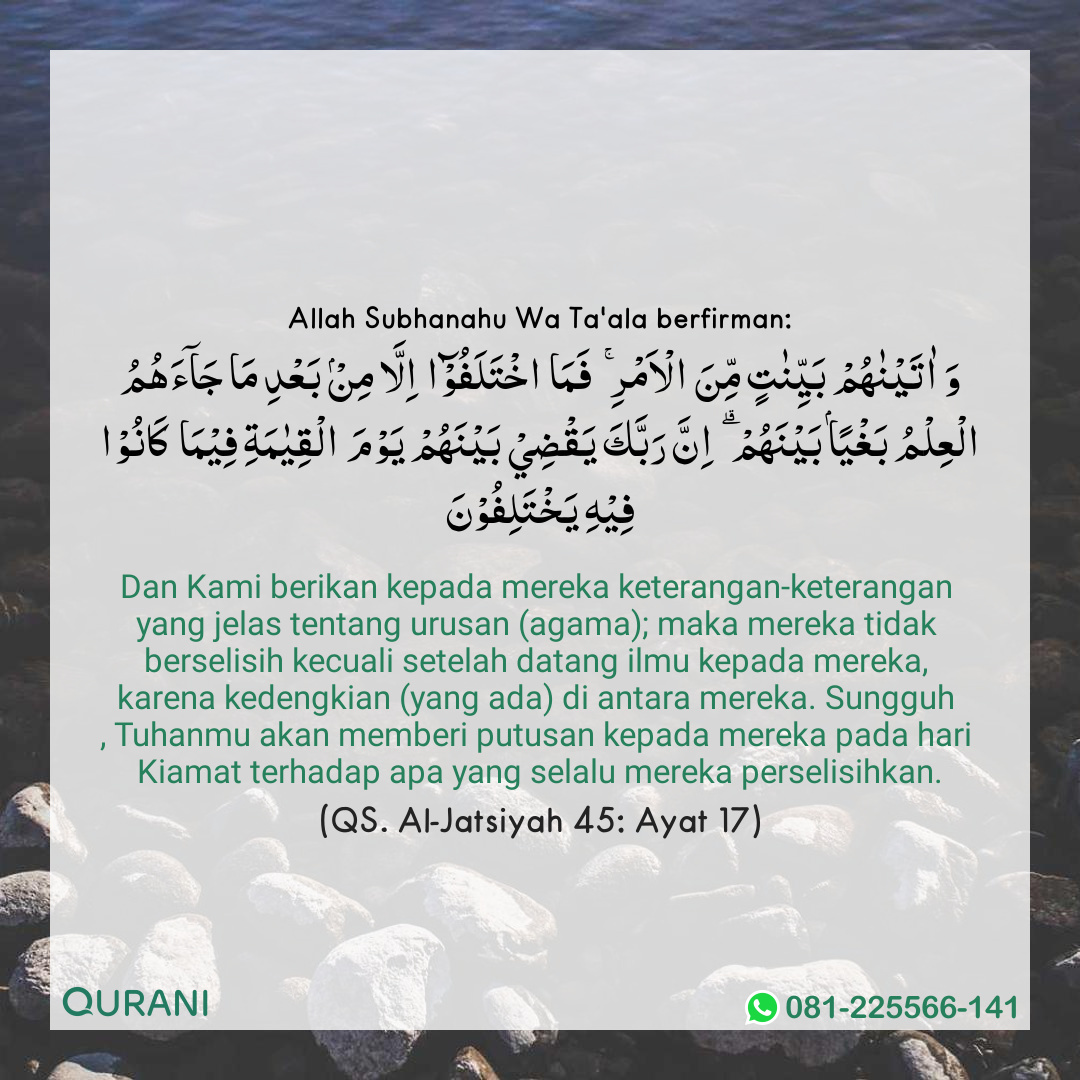 Allah Subhanahu Wa Ta'ala berfirman:
وَ اٰتَيْنٰهُمْ بَيِّنٰتٍ مِّنَ الْاَمْرِ ۚ فَمَا اخْتَلَفُوْۤا اِلَّا مِنْۢ بَعْدِ مَا جَآءَهُمُ
الْعِلْمُ بَغْيًاۢ بَيْنَهُمْ ۗ اِنَّ رَبَّكَ يَقْضِيْ بَيْنَهُمْ يَوْمَ الْقِيٰمَةِ فِيْمَا كَانُوْا
فِيْهِ يَخْتَلِفُوْنَ
Dan Kami berikan kepada mereka keterangan-keterangan
yang jelas tentang urusan (agama); maka mereka tidak
berselisih kecuali setelah datang ilmu kepada mereka,
karena kedengkian (yang ada) di antara mereka. Sungguh
, Tuhanmu akan memberi putusan kepada mereka pada hari
Kiamat terhadap apa yang selalu mereka perselisihkan.
(QS. Al-Jatsiyah 45: Ayat 17)
QURANI
081-225566-141